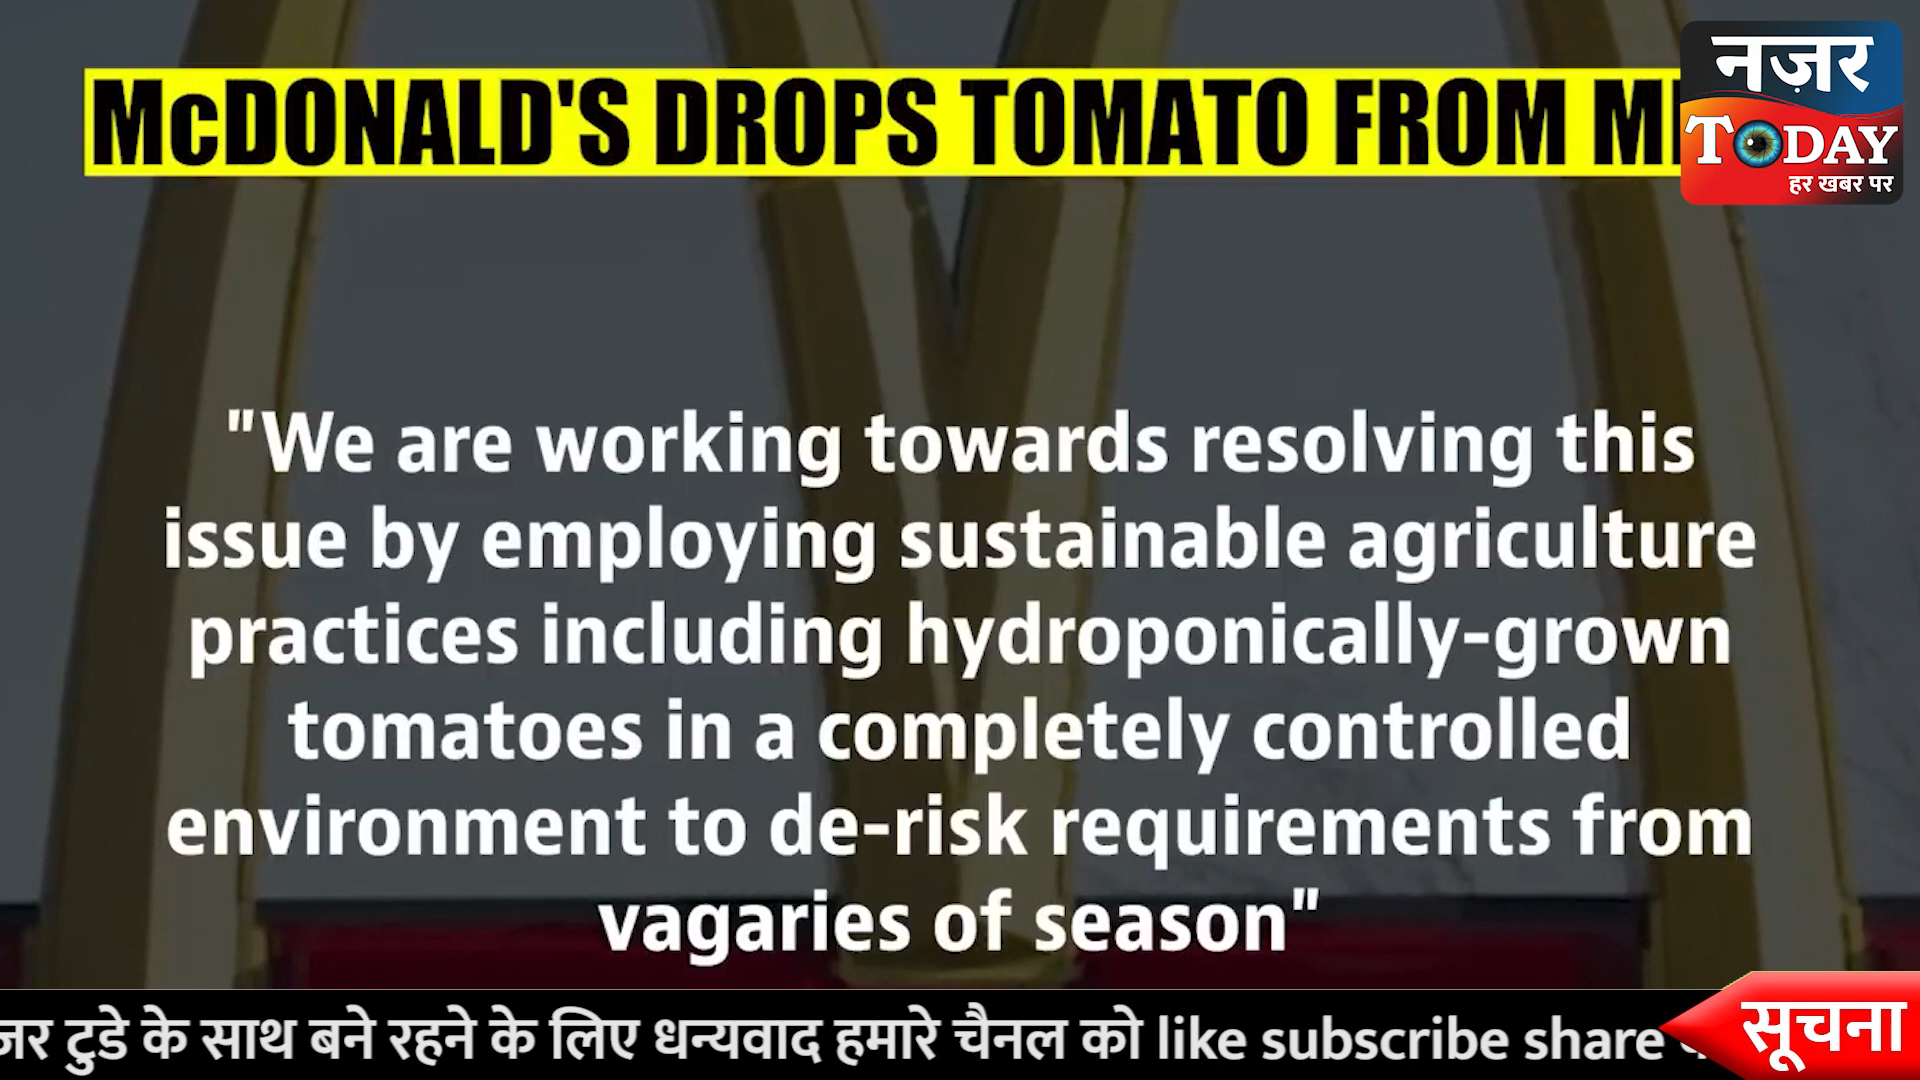 McDONALD'S DROPS TOMATO FROM
नज़र
TODAY
हर खबर पर
"We are working towards resolving this
issue by employing sustainable agriculture
practices including hydroponically-grown
tomatoes in a completely controlled
environment to de-risk requirements from
vagaries of season"
टुडे के साथ बने रहने के लिए धन्यवाद हमारे चैनल को like subscribe share
सूचना